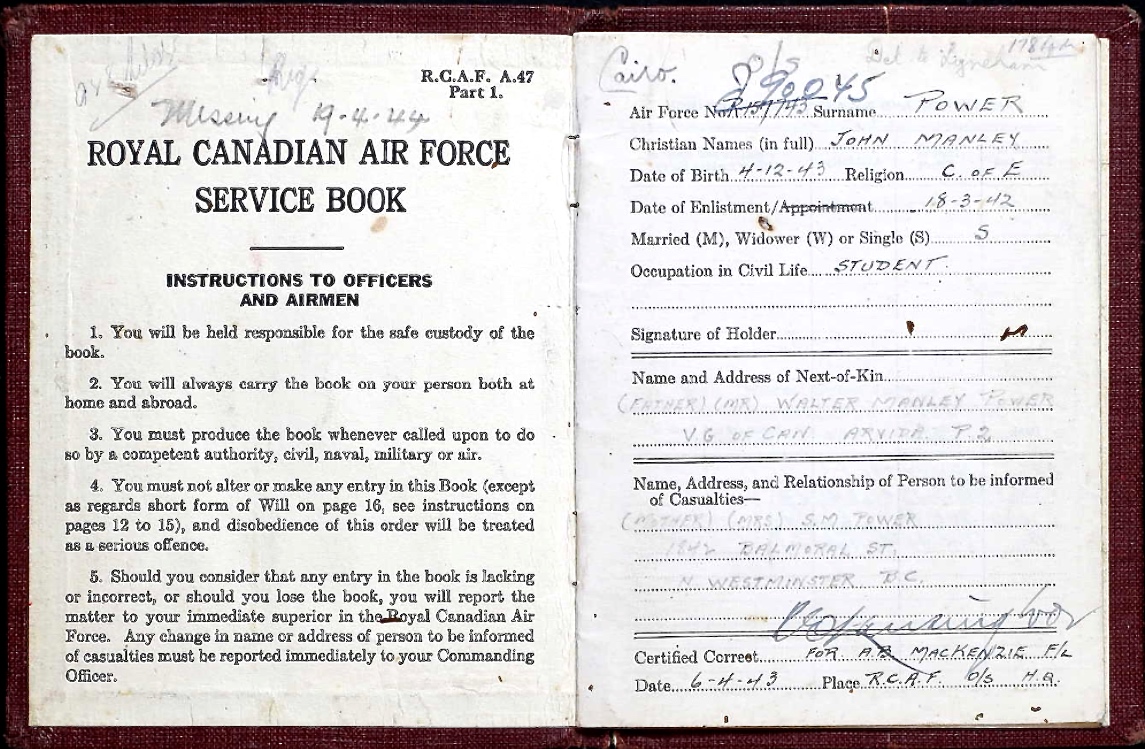 Missing 19-4-44
R.C.A.F. A.47
Part 1.
ROYAL CANADIAN AIR FORCE
SERVICE BOOK
INSTRUCTIONS TO OFFICERS
AND AIRMEN
1. You will be held responsible for the safe custody of the
book.
2. You will always carry the book on your person both at
home and abroad.
3. You must produce the book whenever called upon to do
so by a competent authority, civil, naval, military or air.
4. You must not alter or make any entry in this Book (except
as regards short form of Will on page 16, see instructions on
pages 12 to 15), and disobedience of this order will be treated
as a serious offence.
5. Should you consider that any entry in the book is lacking
or incorrect, or should you lose the book, you will report the
matter to your immediate superior in the Royal Canadian Air
Force. Any change in name or address of person to be informed
of casualties must be reported immediately to your Commanding
Officer.
Cairo.
Air Force No. Surname POWER
Christian Names (in full) JOHN MANLEY
Date of Birth 4-12-43 Religion C. OF E
Date of Enlistment/Appointment 18-3-42
Married (M), Widower (W) or Single (S) S
Occupation in Civil Life STUDENT.
Signature of Holder
Name and Address of Next-of-Kin
(FATHER) (MR) WALTER MANLEY POWER
OF CAN. ARVIDA P.Q
Name, Address, and Relationship of Person to be informed
of Casualties—
(MOTHER) (MRS) S.M. POWER
BALMORAL ST.
N WESTMINSTER B.C.
Certified Correct FOR A.B. MACKENZIE F/L
Date 6-4-43 Place R.C.A.F. O/S H.Q.